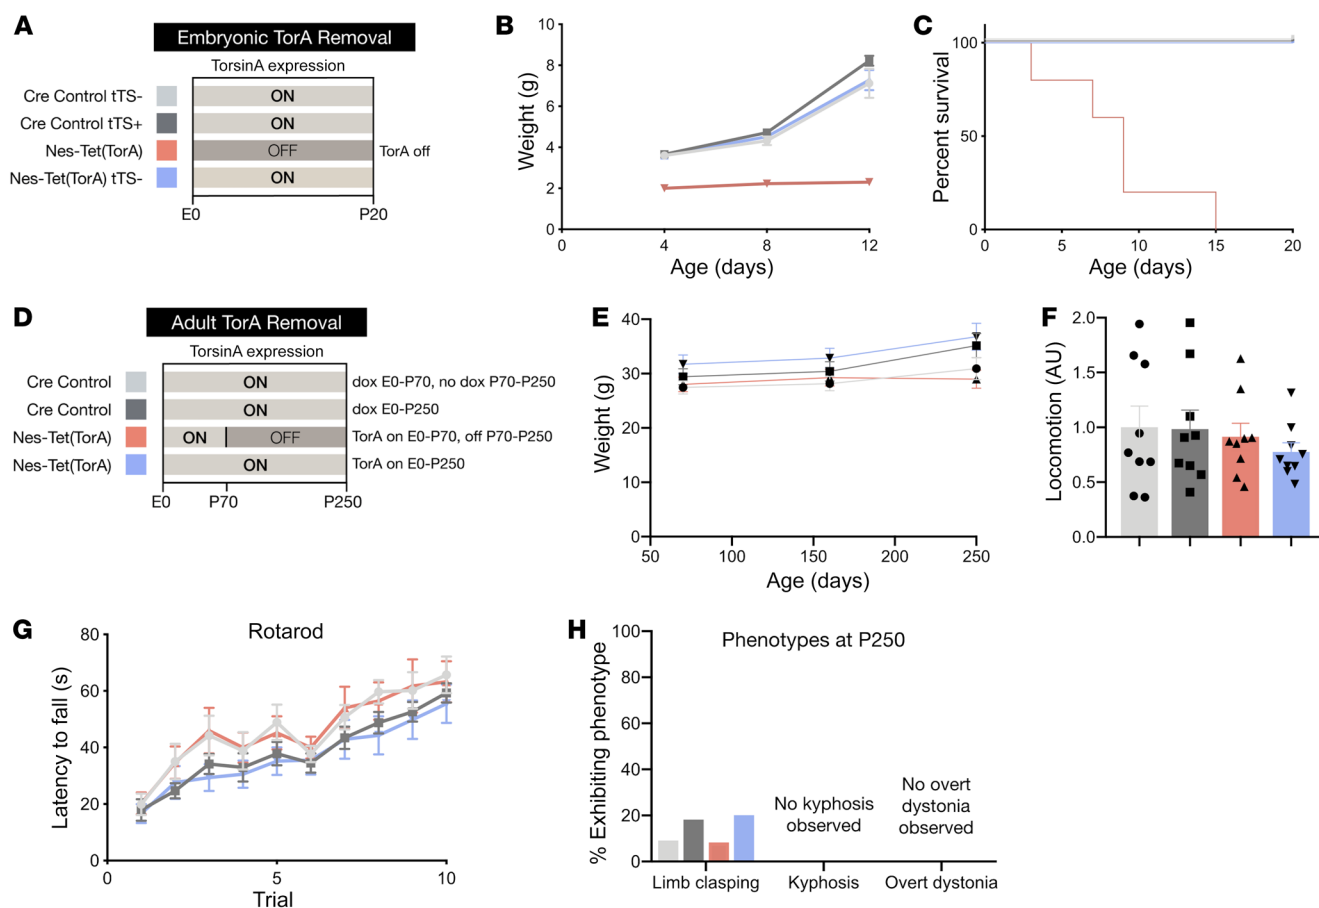 A
Embryonic TorA Removal
TorsinA expression
Cre Control tTS-
ON
Cre Control tTS+
ON
Nes-Tet(TorA)
OFF
TorA off
Nes-Tet(TorA) tTS-
ON
E0
P20
B
Weight (g)
10
8
6
4
2
0
0
4
8
12
Age (days)
C
Percent survival
100
50
0
0
5
10
15
20
Age (days)
D
Adult TorA Removal
TorsinA expression
Cre Control
ON
dox E0-P70, no dox P70-P250
Cre Control
ON
dox E0-P250
Nes-Tet(TorA)
ON
OFF
TorA on E0-P70, off P70-P250
Nes-Tet(TorA)
ON
TorA on E0-P250
E0
P70
P250
E
Weight (g)
40
30
20
10
0
50
100
150
200
250
Age (days)
F
Locomotion (AU)
2.0
1.5
1.0
0.5
0.0
G
Rotarod
Latency to fall (s)
80
60
40
20
0
0
5
10
Trial
H
Phenotypes at P250
% Exhibiting phenotype
100
80
60
40
20
0
No kyphosis
observed
No overt
dystonia
observed
Limb clasping
Kyphosis
Overt dystonia